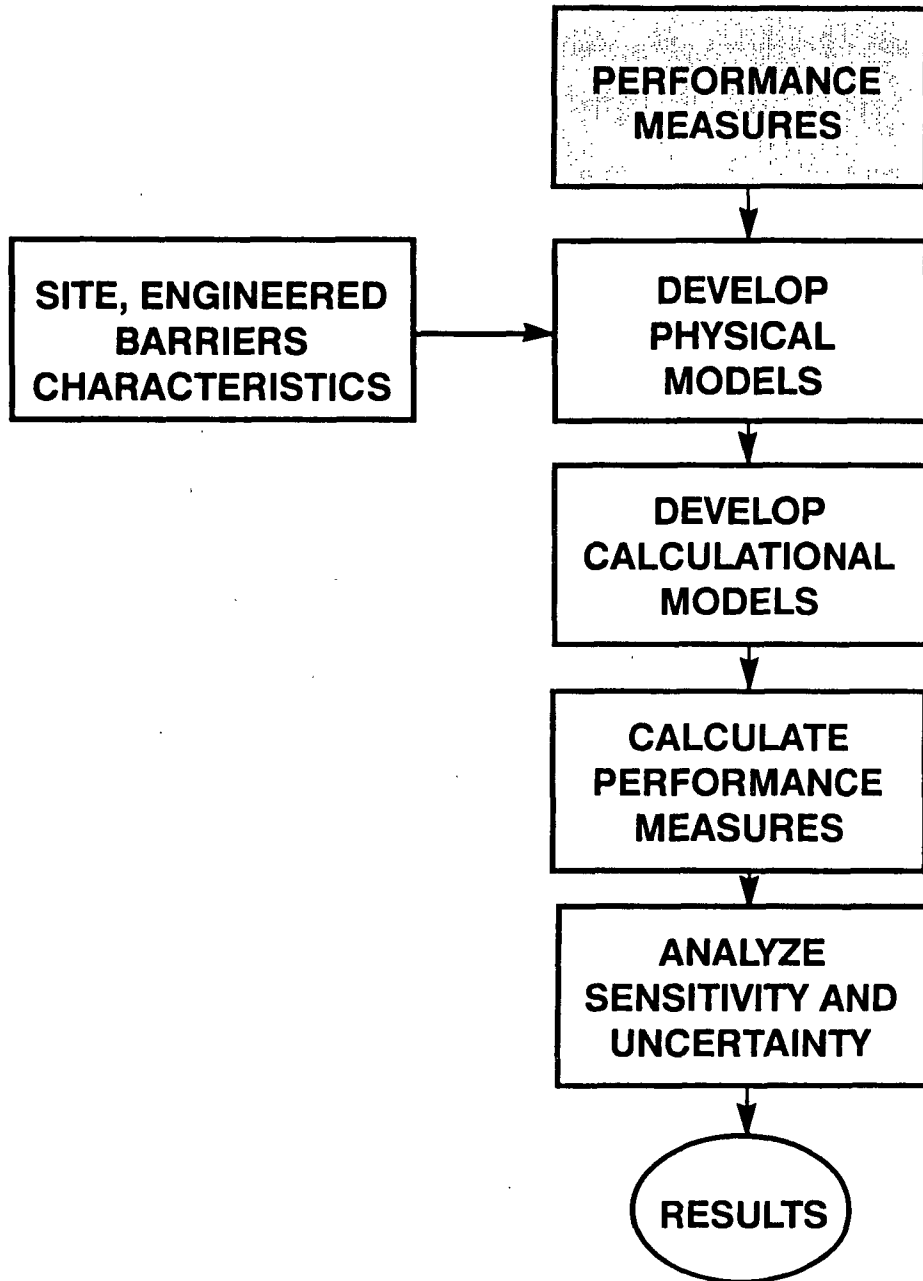 PERFORMANCE
MEASURES
SITE, ENGINEERED
BARRIERS
CHARACTERISTICS
DEVELOP
PHYSICAL
MODELS
DEVELOP
CALCULATIONAL
MODELS
CALCULATE
PERFORMANCE
MEASURES
ANALYZE
SENSITIVITY AND
UNCERTAINTY
RESULTS